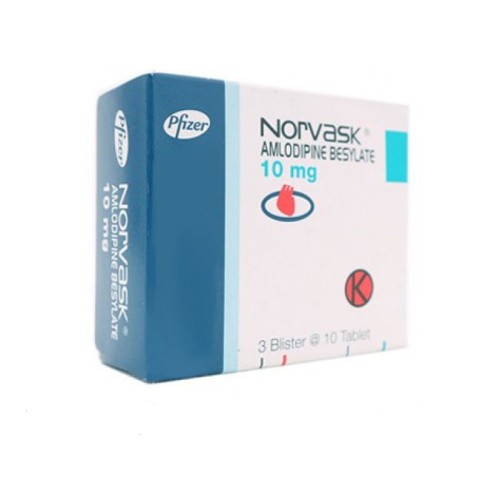 Pfizer
NORVASK®
AMLODIPINE BESYLATE
10 mg
K
3 Blister @ 10 Tablet
Pfizer
NORVASK®
AMLODIPINE BESYLATE
10 mg